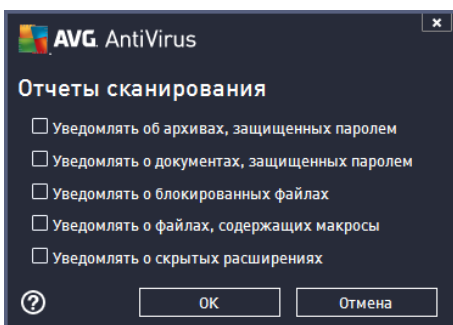 AVG AntiVirus
Отчеты сканирования
Уведомлять об архивах, защищенных паролем
Уведомлять о документах, защищенных паролем
Уведомлять о блокированных файлах
Уведомлять о файлах, содержащих макросы
Уведомлять о скрытых расширениях
? ОК Отмена